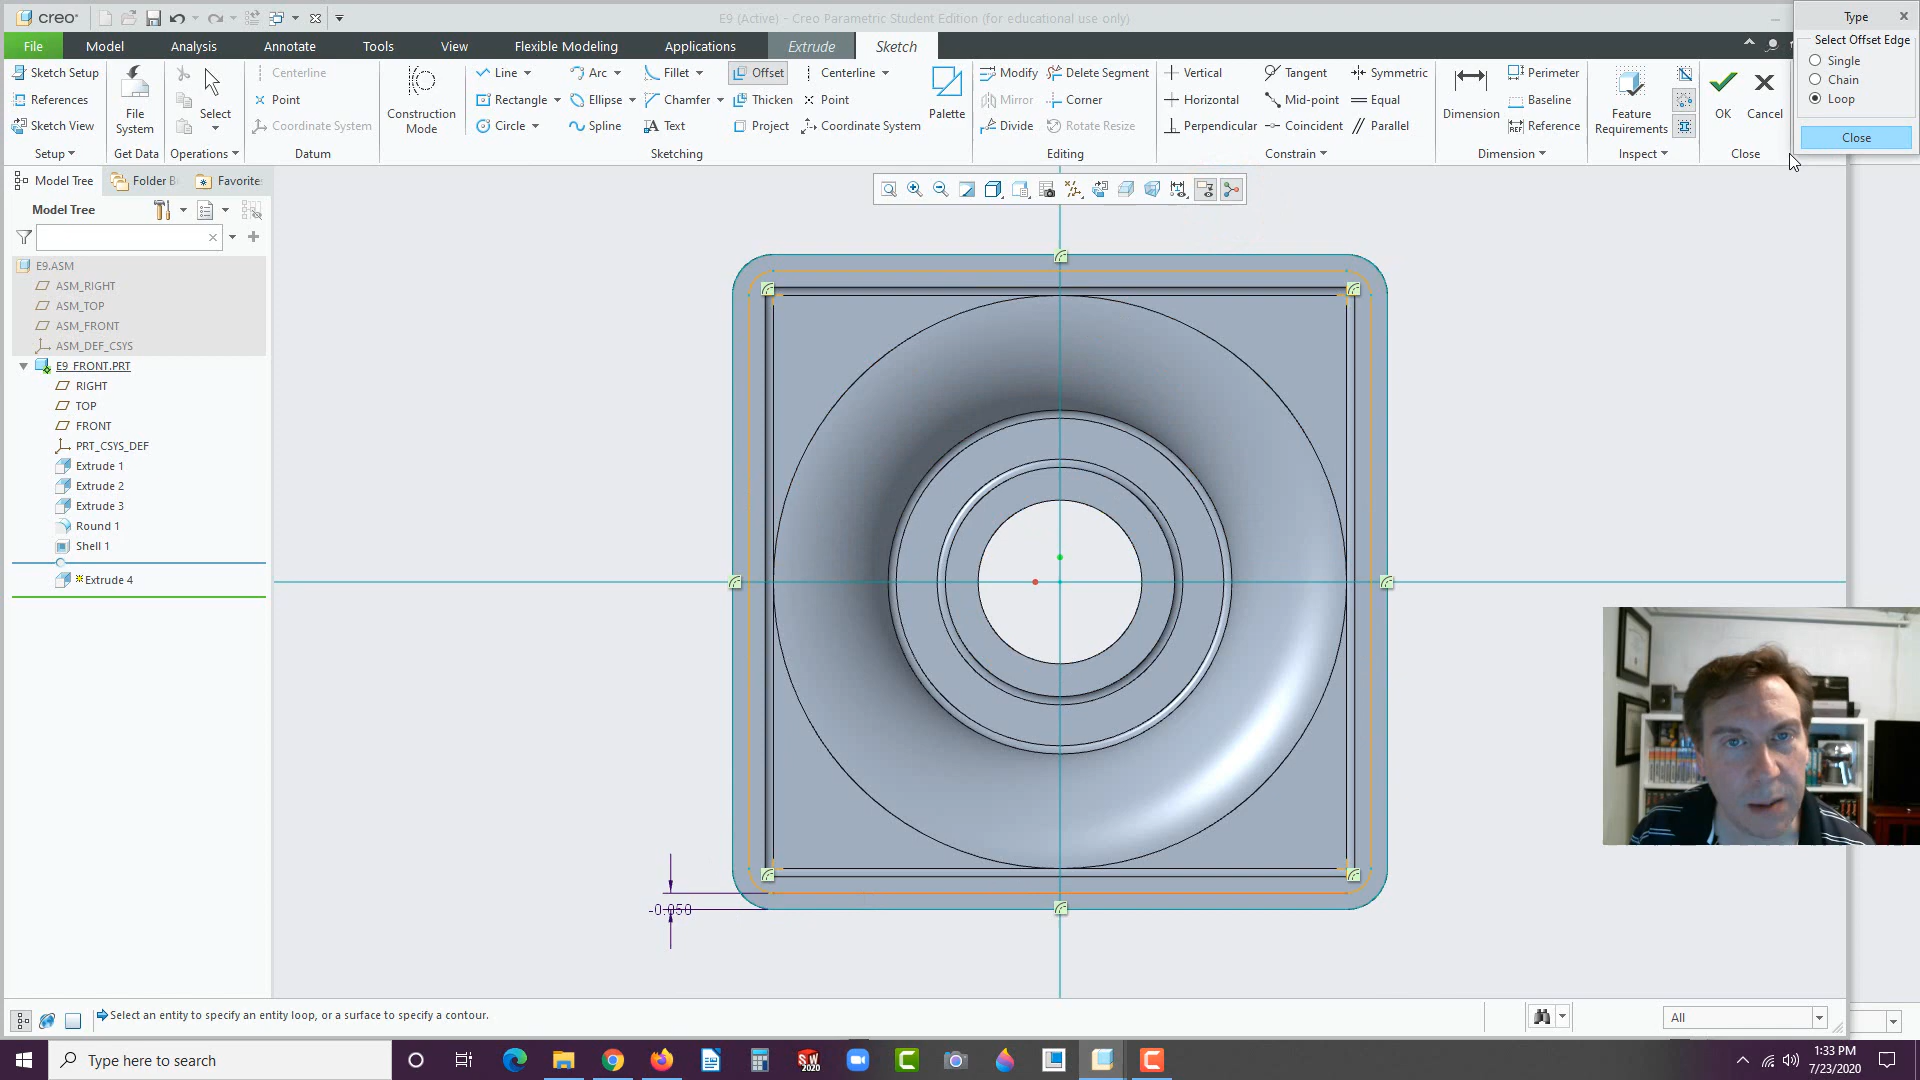 creo
E9 (Active) - Creo Parametric Student Edition (for educational use only)
File Model Analysis Annotate Tools View Flexible Modeling Applications Extrude Sketch
Sketch Setup
References
Sketch View
Setup
File System
Get Data
Select
Operations
Centerline
Point
Coordinate System
Datum
Construction Mode
Line Arc Fillet Offset Centerline
Rectangle Ellipse Chamfer Thicken Point
Circle Spline Text Project Coordinate System
Palette
Sketching
Modify Delete Segment
Mirror Corner
Divide Rotate Resize
Editing
Vertical Tangent Symmetric
Horizontal Mid-point Equal
Perpendicular Coincident Parallel
Constrain
Dimension
Perimeter
Baseline
Reference
Dimension
Feature Requirements
Inspect
OK
Cancel
Close
Type
Select Offset Edge
Single
Chain
Loop
Close
Model Tree Folder B Favorite
Model Tree
E9.ASM
ASM_RIGHT
ASM_TOP
ASM_FRONT
ASM_DEF_CSYS
E9_FRONT.PRT
RIGHT
TOP
FRONT
PRT_CSYS_DEF
Extrude 1
Extrude 2
Extrude 3
Round 1
Shell 1
Extrude 4
-0.050
Select an entity to specify an entity loop, or a surface to specify a contour.
All
Type here to search
SW
2020
1:33 PM
7/23/2020